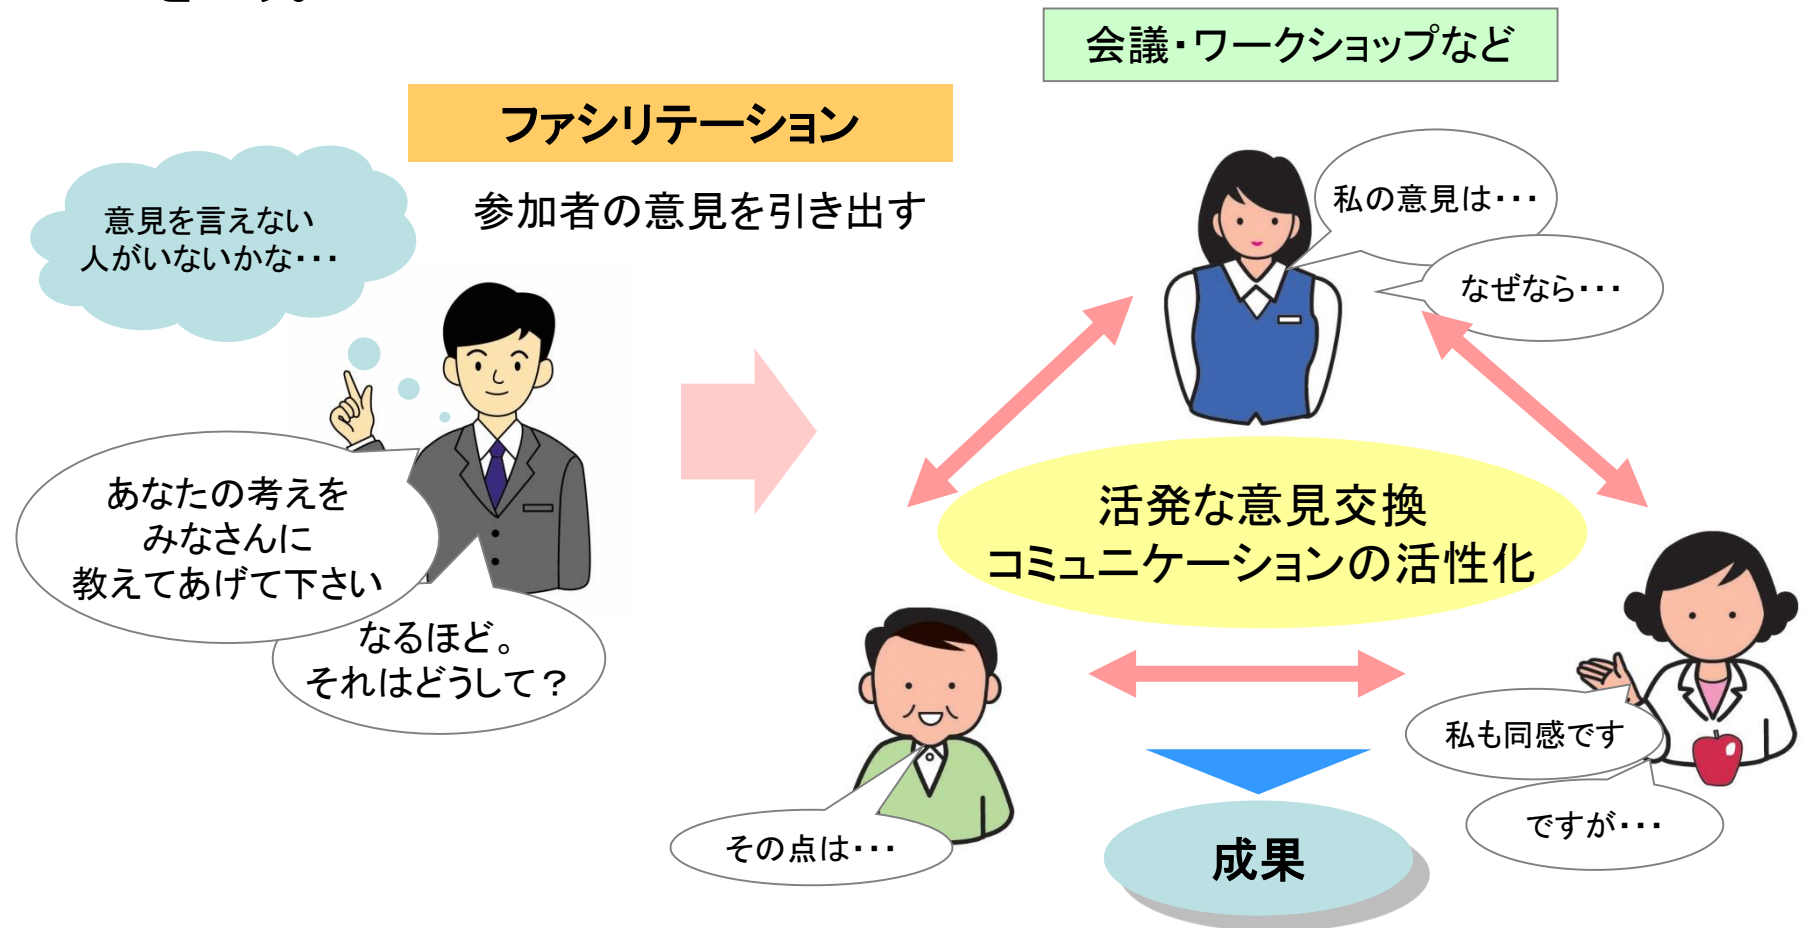 会議・ワークショップなど
ファシリテーション
参加者の意見を引き出す
意見を言えない
人がいないかな・・・
あなたの考えを
みなさんに
教えてあげて下さい
なるほど。
それはどうして？
私の意見は・・・
なぜなら・・・
活発な意見交換
コミュニケーションの活性化
私も同感です
ですが・・・
その点は・・・
成果